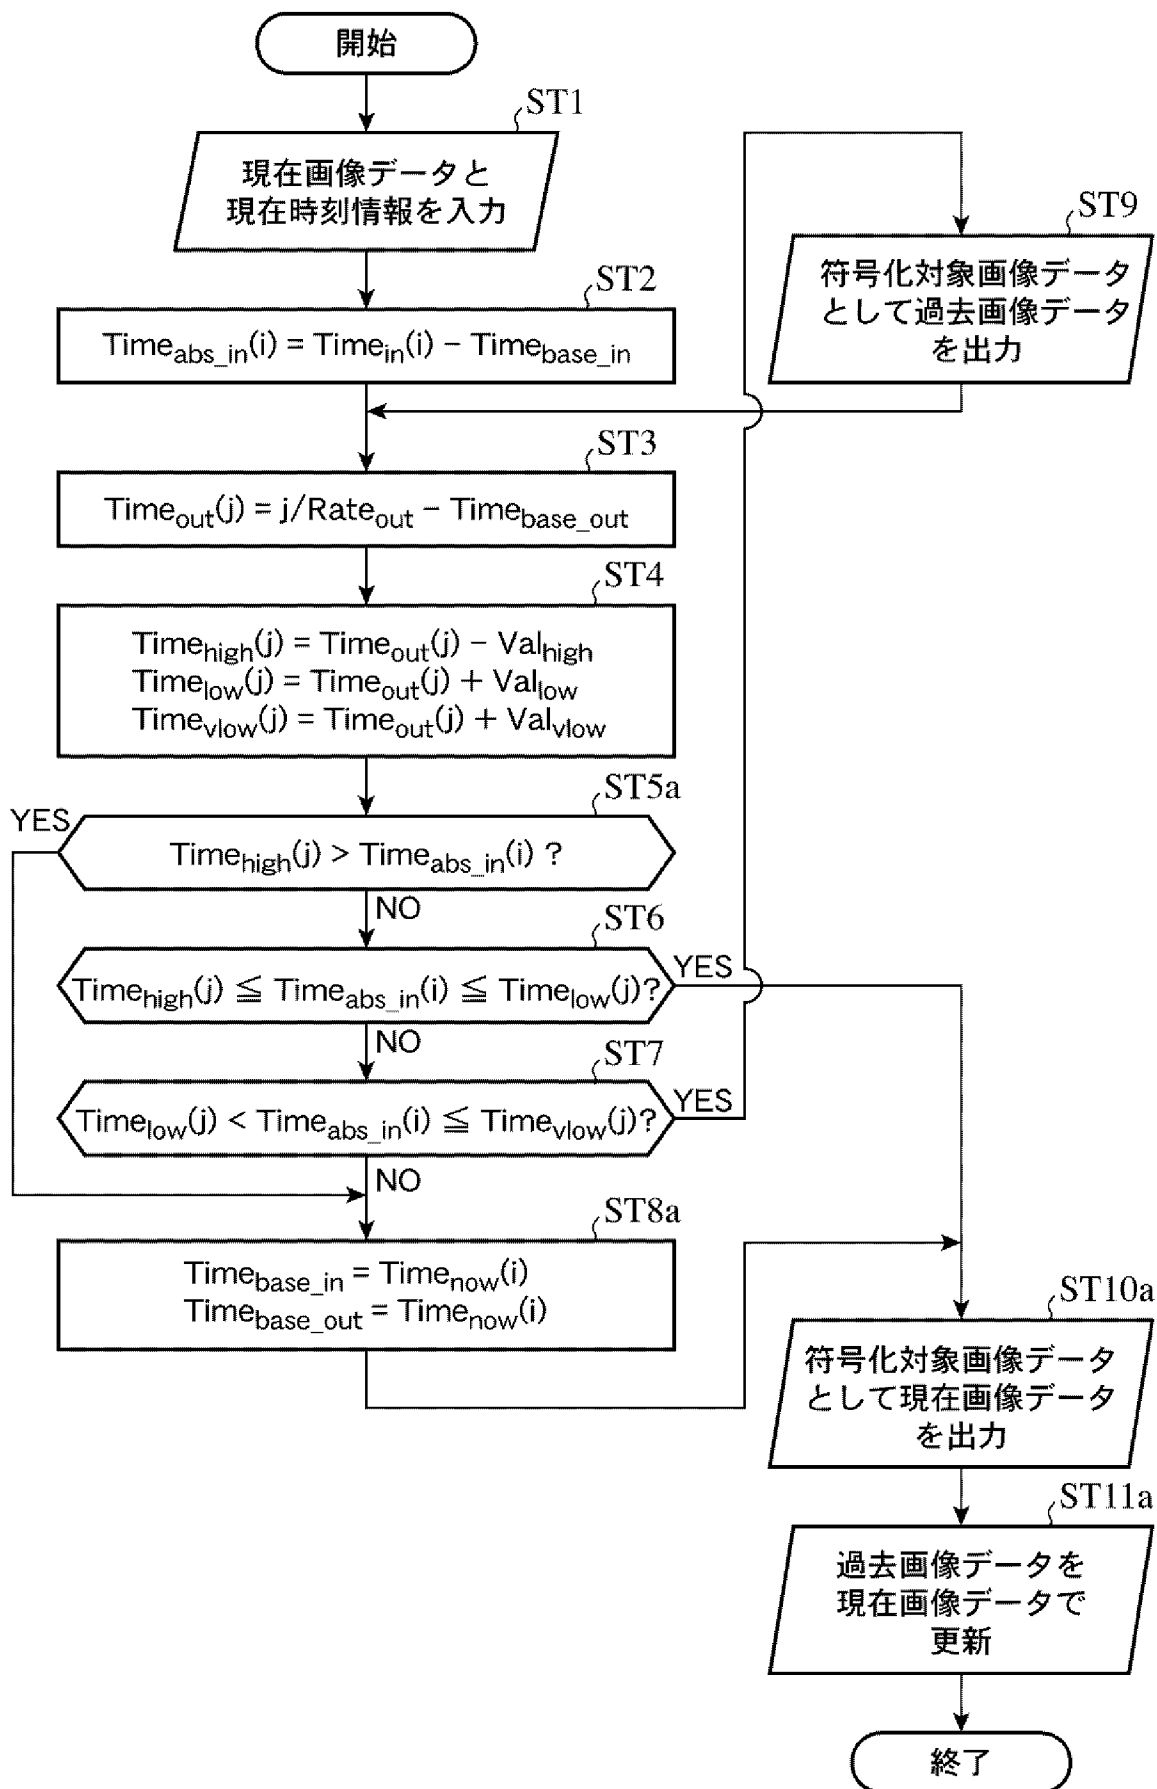 開始
ST1
現在画像データと
現在時刻情報を入力
ST2
Time_abs_in(i) = Time_in(i) - Time_base_in
ST9
符号化対象画像データ
として過去画像データ
を出力
ST3
Time_out(j) = j/Rate_out - Time_base_out
ST4
Time_high(j) = Time_out(j) - Val_high
Time_low(j) = Time_out(j) + Val_low
Time_vlow(j) = Time_out(j) + Val_vlow
ST5a
YES
Time_high(j) > Time_abs_in(i) ?
NO
ST6
Time_high(j) ≦ Time_abs_in(i) ≦ Time_low(j)?
YES
NO
ST7
Time_low(j) < Time_abs_in(i) ≦ Time_vlow(j)?
YES
NO
ST8a
Time_base_in = Time_now(i)
Time_base_out = Time_now(i)
ST10a
符号化対象画像データ
として現在画像データ
を出力
ST11a
過去画像データを
現在画像データで
更新
終了